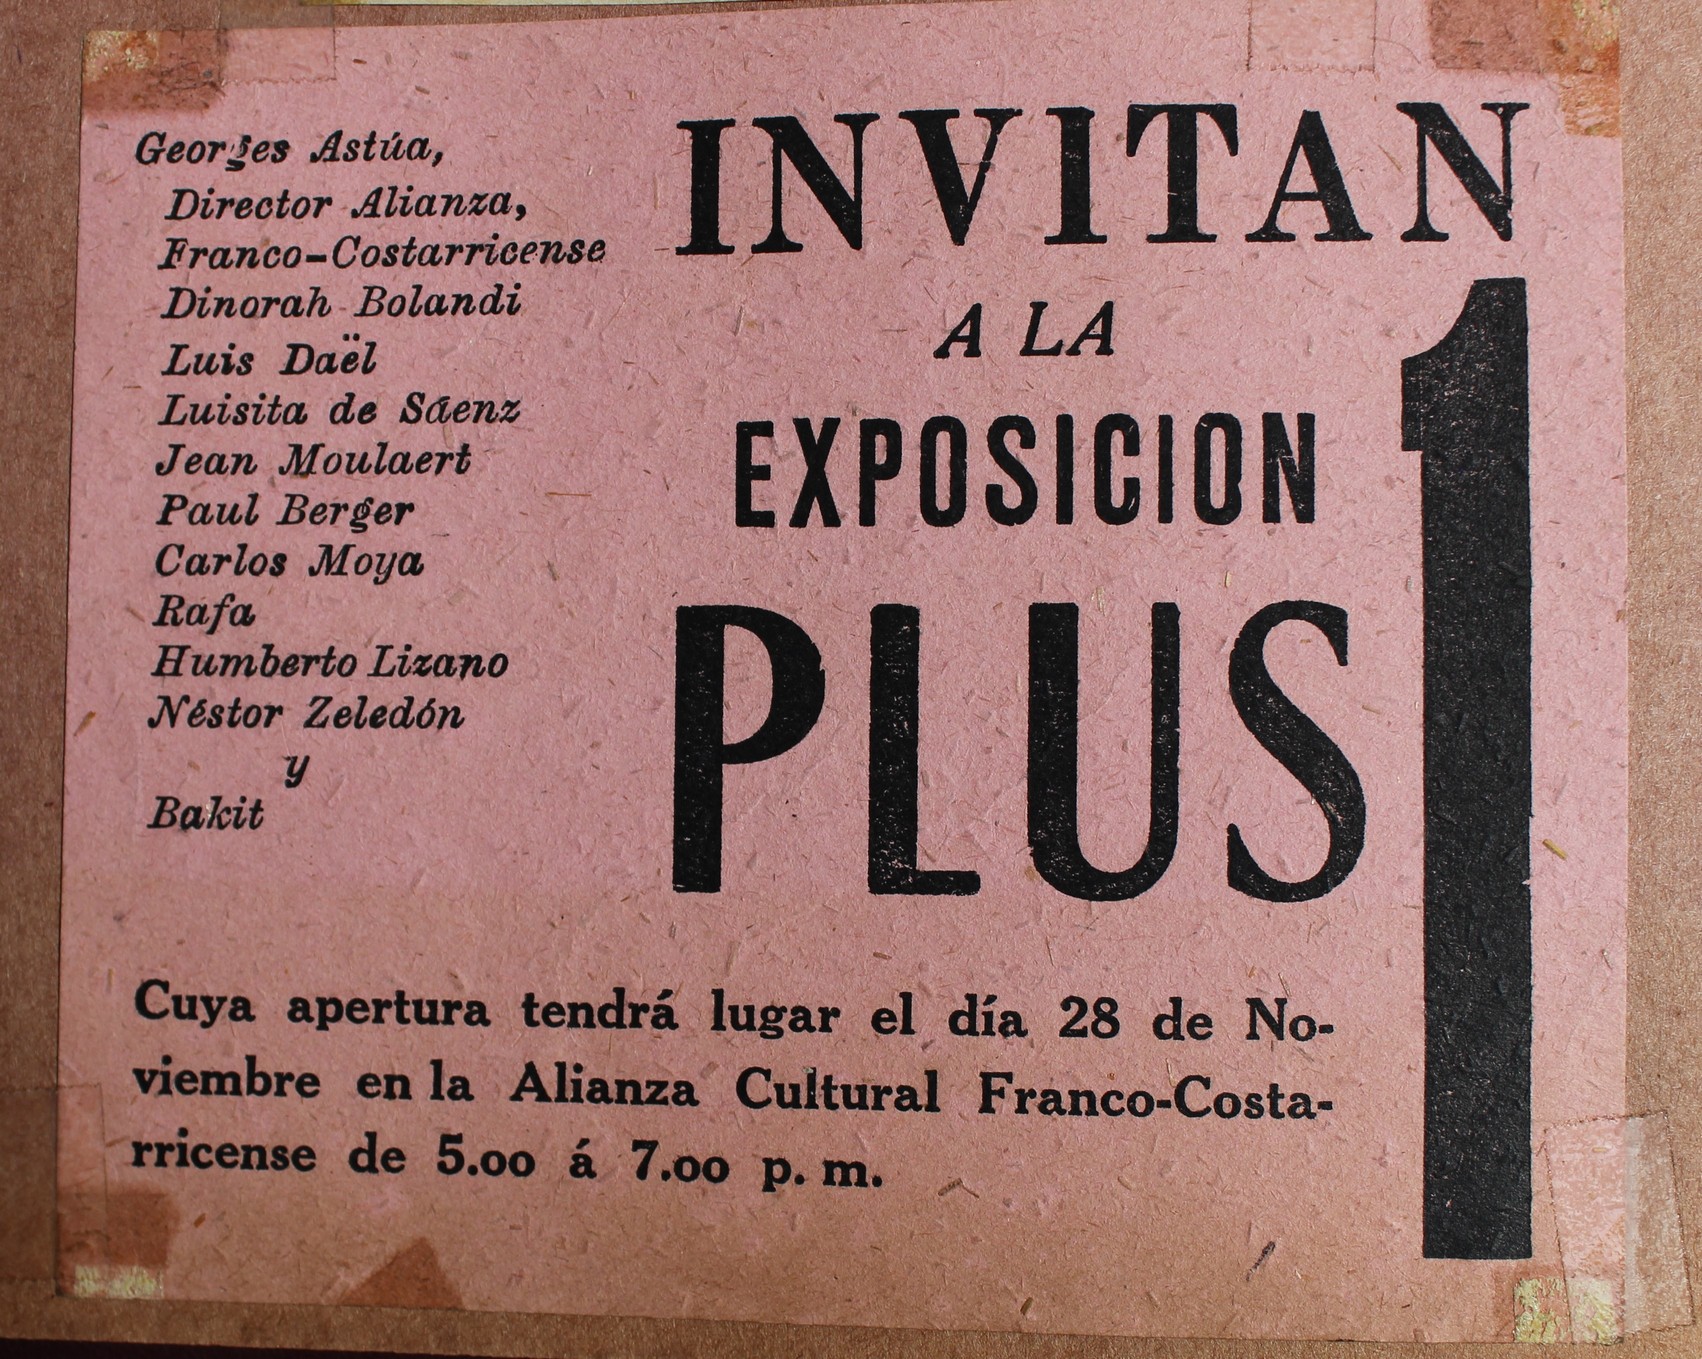 Georges Astúa,
Director Alianza,
Franco-Costarricense
Dinorah Bolandi
Luis Daël
Luisita de Sáenz
Jean Moulaert
Paul Berger
Carlos Moya
Rafa
Humberto Lizano
Néstor Zeledón
y
Bakit
INVITAN
A LA
EXPOSICION
PLUS 1
Cuya apertura tendrá lugar el día 28 de No-
viembre en la Alianza Cultural Franco-Costa-
rricense de 5.00 á 7.00 p. m.